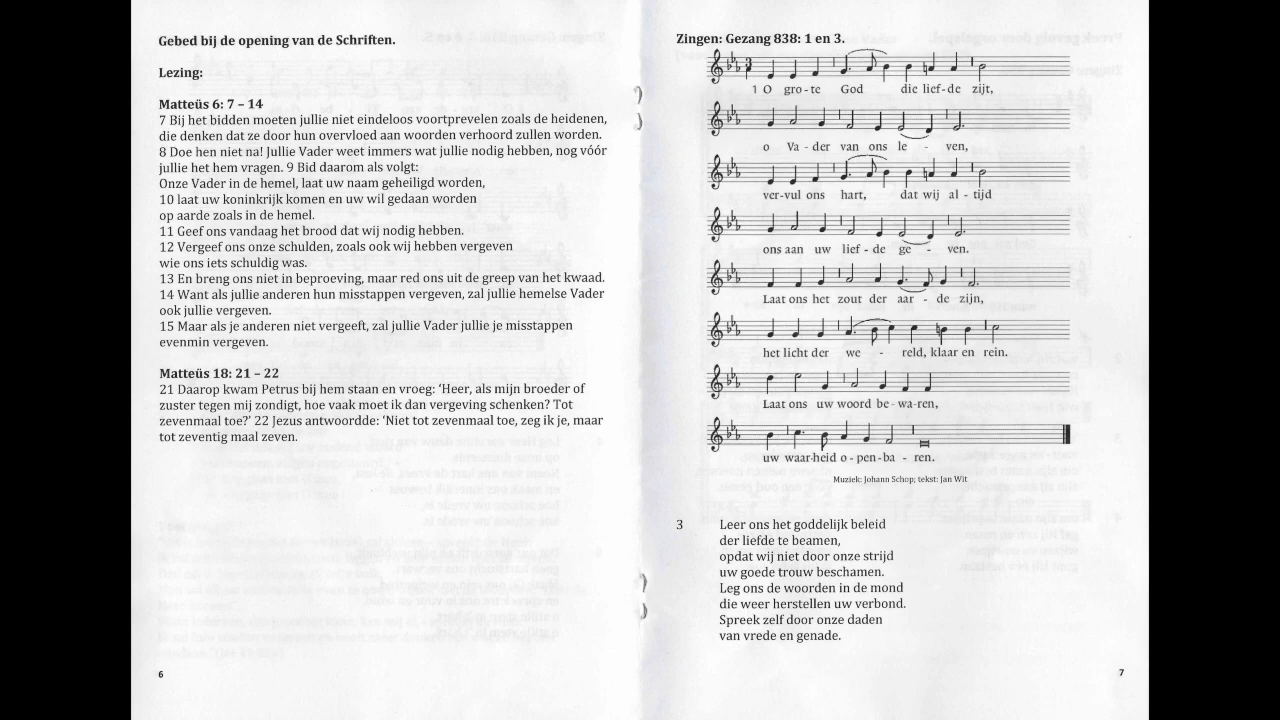 Gebed bij de opening van de Schriften.
Lezing:
Matteüs 6: 7 – 14
7 Bij het bidden moeten jullie niet eindeloos voortprevelen zoals de heidenen,
die denken dat ze door hun overvloed aan woorden verhoord zullen worden.
8 Doe hen niet na! Jullie Vader weet immers wat jullie nodig hebben, nog vóór
jullie het hem vragen. 9 Bid daarom als volgt:
Onze Vader in de hemel, laat uw naam geheiligd worden,
10 laat uw koninkrijk komen en uw wil gedaan worden
op aarde zoals in de hemel.
11 Geef ons vandaag het brood dat wij nodig hebben.
12 Vergeef ons onze schulden, zoals ook wij hebben vergeven
wie ons iets schuldig was.
13 En breng ons niet in beproeving, maar red ons uit de greep van het kwaad.
14 Want als jullie anderen hun misstappen vergeven, zal jullie hemelse Vader
ook jullie vergeven.
15 Maar als je anderen niet vergeeft, zal jullie Vader jullie je misstappen
evenmin vergeven.
Matteüs 18: 21 – 22
21 Daarop kwam Petrus bij hem staan en vroeg: ‘Heer, als mijn broeder of
zuster tegen mij zondigt, hoe vaak moet ik dan vergeving schenken? Tot
zevenmaal toe?’ 22 Jezus antwoordde: ‘Niet tot zevenmaal toe, zeg ik je, maar
tot zeventig maal zeven.
6
Zingen: Gezang 838: 1 en 3.
1 O gro-te God die lief-de zijt,
o Va - der van ons le - ven,
ver-vul ons hart, dat wij al - tijd
ons aan uw lief - de ge - ven.
Laat ons het zout der aar - de zijn,
het licht der we - reld, klaar en rein.
Laat ons uw woord be - wa-ren,
uw waar-heid o - pen-ba - ren.
Muziek: Johann Schop; tekst: Jan Wit
3 Leer ons het goddelijk beleid
der liefde te beamen,
opdat wij niet door onze strijd
uw goede trouw beschamen.
Leg ons de woorden in de mond
die weer herstellen uw verbond.
Spreek zelf door onze daden
van vrede en genade.
7